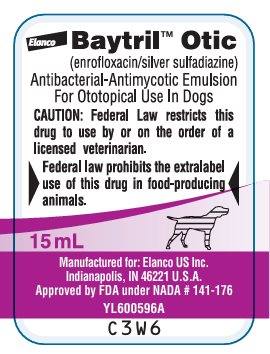 Elanco Baytril™ Otic
(enrofloxacin/silver sulfadiazine)
Antibacterial-Antimycotic Emulsion
For Ototopical Use In Dogs
CAUTION: Federal Law restricts this
drug to use by or on the order of a
licensed veterinarian.
Federal law prohibits the extralabel
use of this drug in food-producing
animals.
15 mL
Manufactured for: Elanco US Inc.
Indianapolis, IN 46221 U.S.A.
Approved by FDA under NADA # 141-176
YL600596A
C3W6